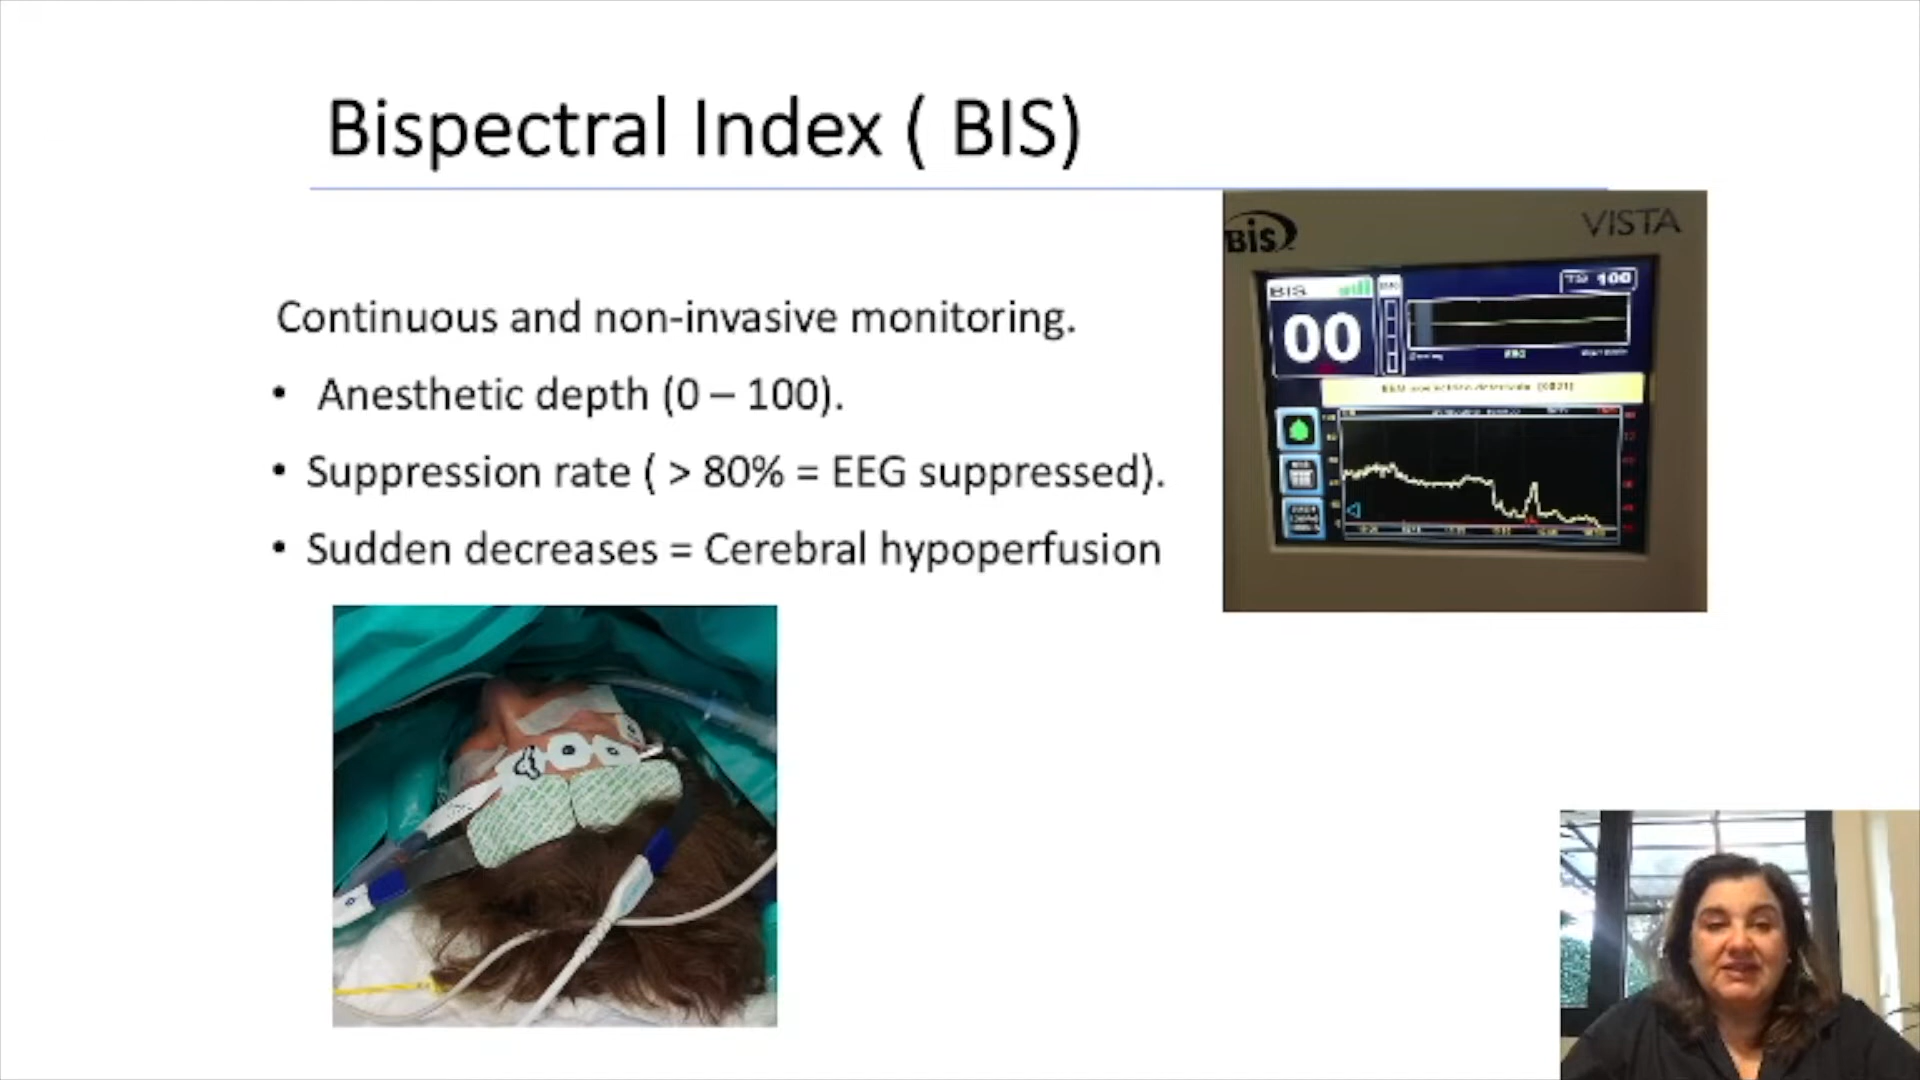 Bispectral Index ( BIS)
BIS
VISTA
BIS
100
00
Continuous and non-invasive monitoring.
• Anesthetic depth (0 – 100).
• Suppression rate ( > 80% = EEG suppressed).
• Sudden decreases = Cerebral hypoperfusion